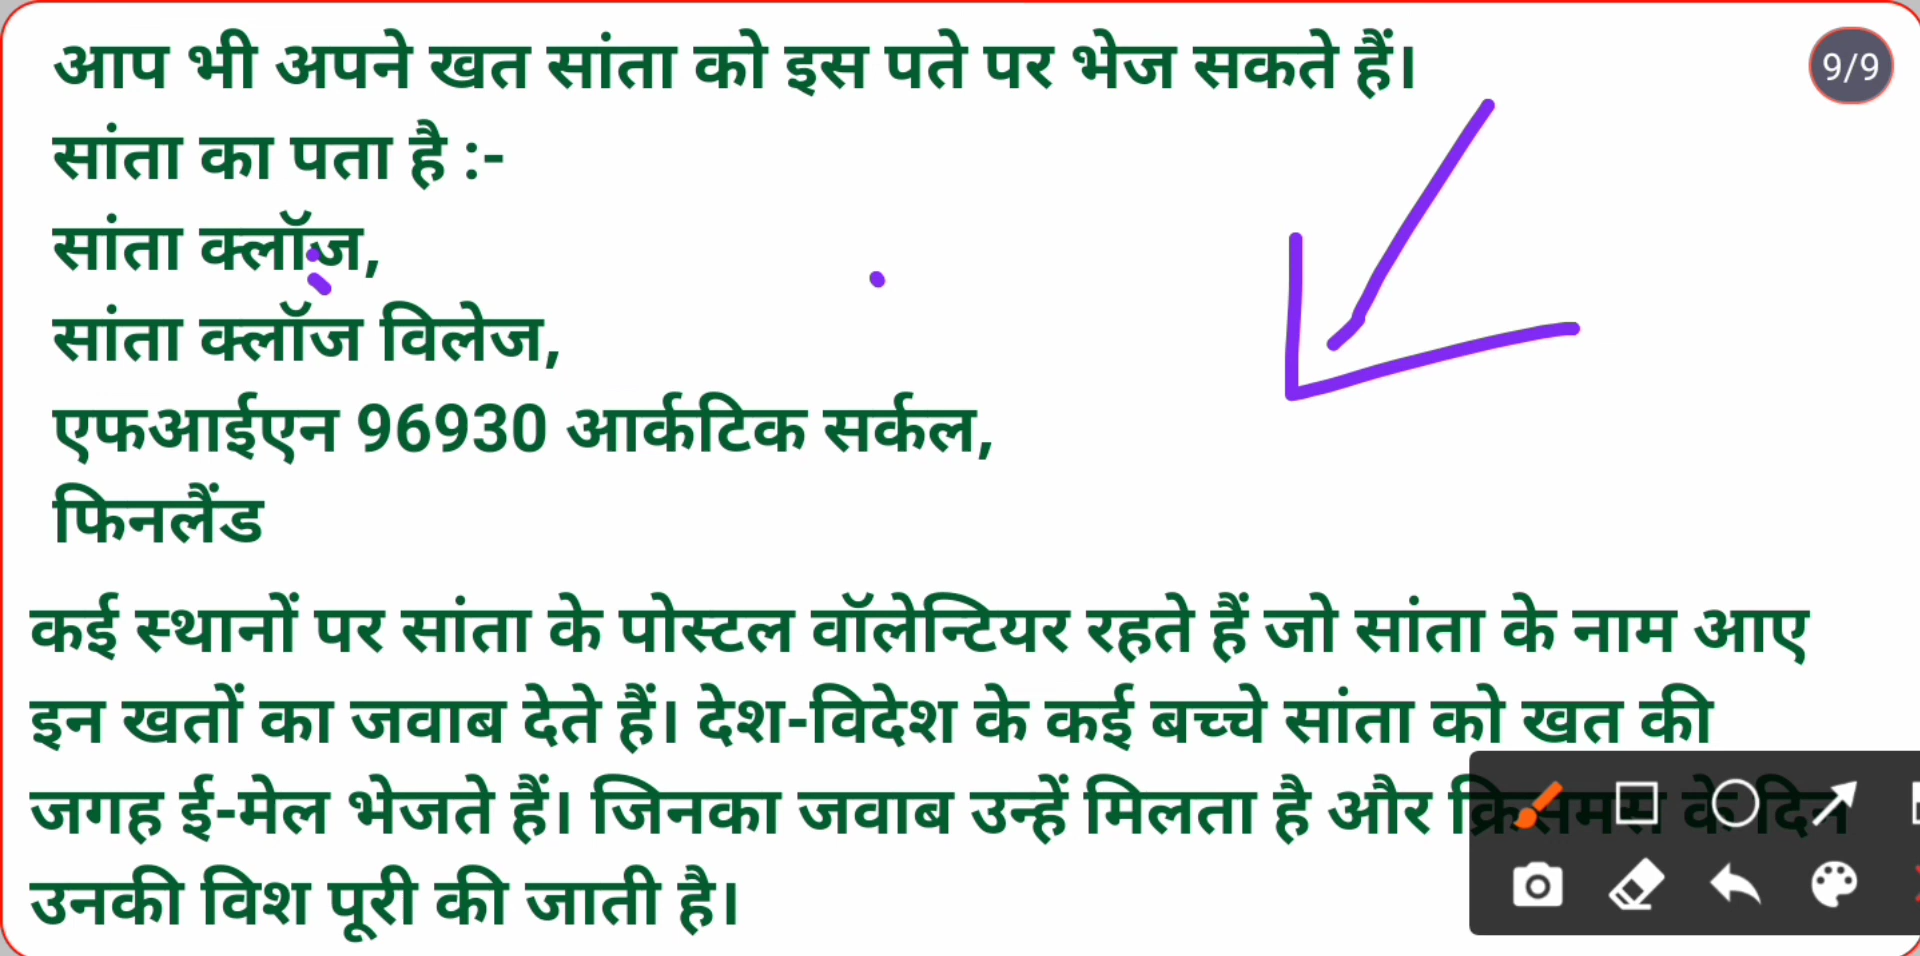 आप भी अपने खत सांता को इस पते पर भेज सकते हैं।
9/9
सांता का पता है :-
सांता क्लॉज,
सांता क्लॉज विलेज,
एफआईएन 96930 आर्कटिक सर्कल,
फिनलैंड
कई स्थानों पर सांता के पोस्टल वॉलेन्टियर रहते हैं जो सांता के नाम आए
इन खतों का जवाब देते हैं। देश-विदेश के कई बच्चे सांता को खत की
जगह ई-मेल भेजते हैं। जिनका जवाब उन्हें मिलता है और क्रिसमस के दिन
उनकी विश पूरी की जाती है।